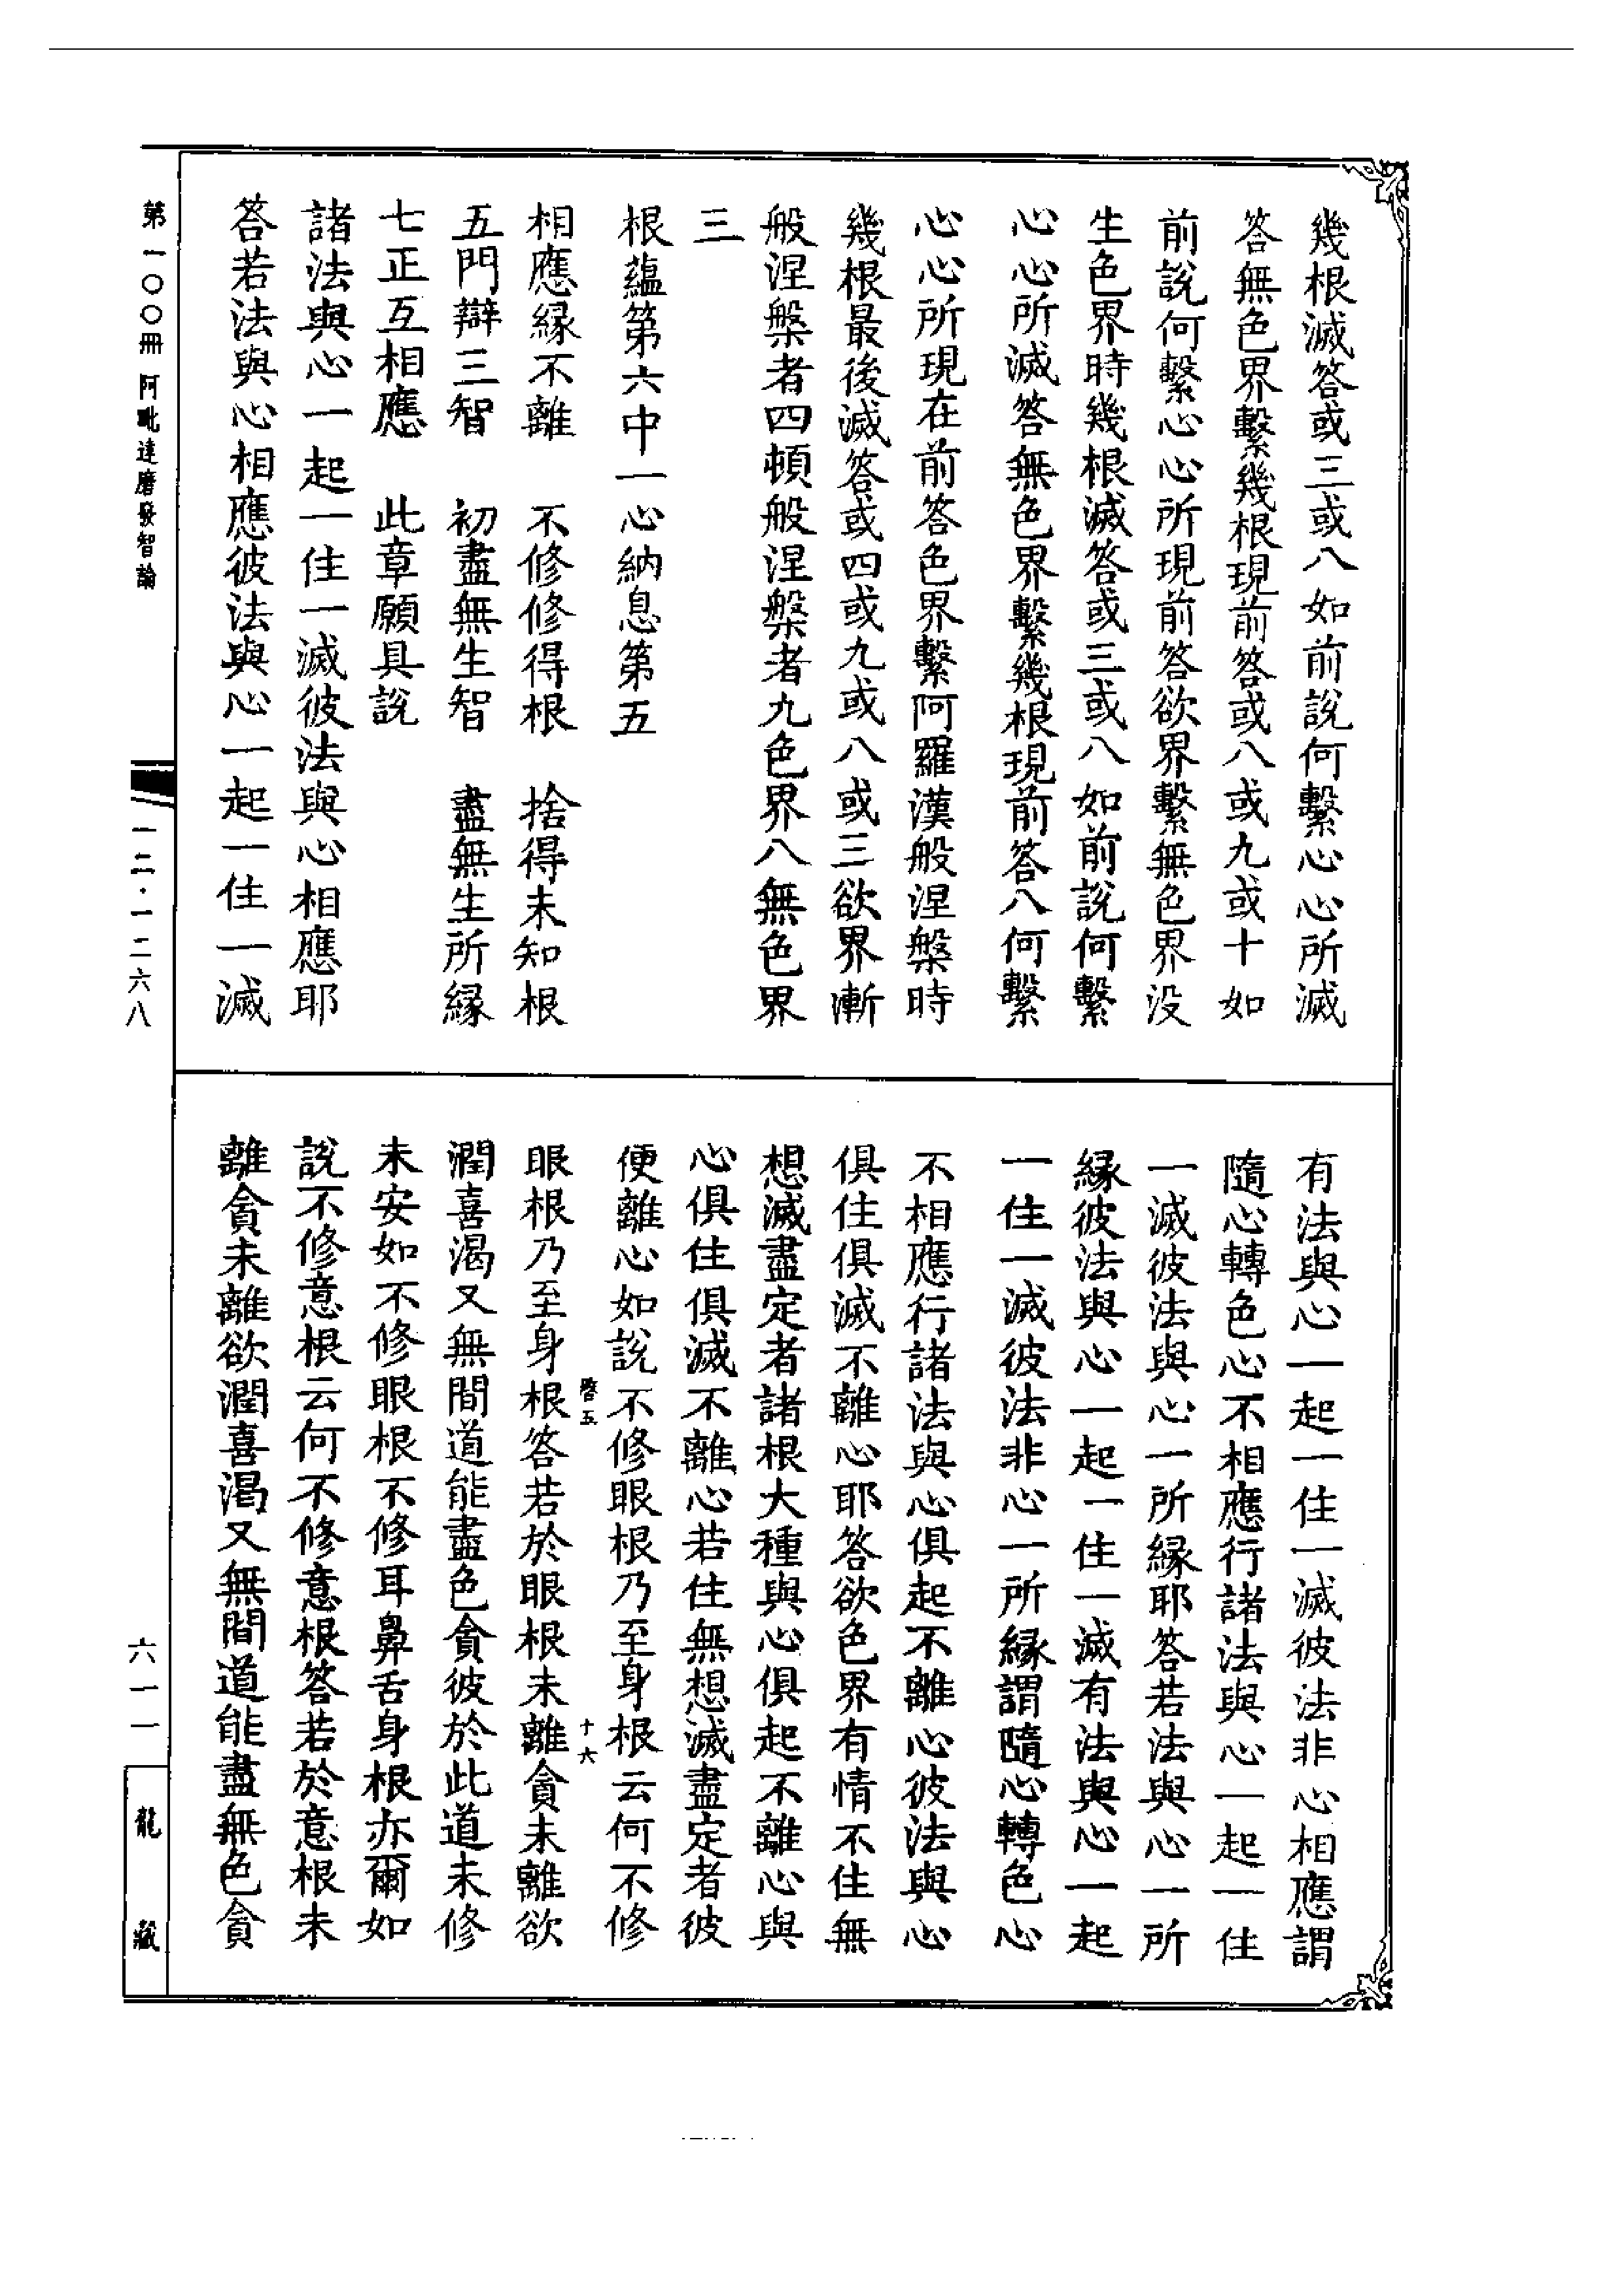 幾根滅答或三或八如前說何繫心心所滅
答無色界繫幾根現前答或八或九或十如
前說何繫心心所現前答欲界繫無色界没
生色界時幾根滅答或三或八如前說何繫
心心所滅答無色界繫幾根現前答八何繫
心心所現在前答色界繫阿羅漢般涅槃時
幾根最後滅答或四或九或八或三欲界漸
般涅槃者四頓般涅槃者九色界八無色界
三
根蘊第六中一心納息第五
相應緣不離 不修修得根 捨得未知根
五門辯三智 初盡無生智 盡無生所緣
七正互相應 此章願具說
諸法與心一起一住一滅彼法與心相應耶
答若法與心相應彼法與心一起一住一滅
有法與心一起一住一滅彼法非心相應謂
隨心轉色心不相應行諸法與心一起一住
一滅彼法與心一所緣耶答若法與心一所
緣彼法與心一起一住一滅有法與心一起
一住一滅彼法非心一所緣謂隨心轉色心
不相應行諸法與心俱起不離心彼法與心
俱住俱滅不離心耶答欲色界有情不住無
想滅盡定者諸根大種與心俱起不離心與
心俱住俱滅不離心若住無想滅盡定者彼
便離心如說不修眼根乃至身根云何不修
眼根乃至身根答若於眼根未離貪未離欲
潤喜渴又無間道能盡色貪彼於此道未修
未安如不修眼根不修耳鼻舌身根亦爾如
說不修意根云何不修意根答若於意根未
離貪未離欲潤喜渴又無間道能盡無色貪
啓五
十六
第一〇〇冊 阿毗達磨發智論
一二·一二六八
六一一
龍藏